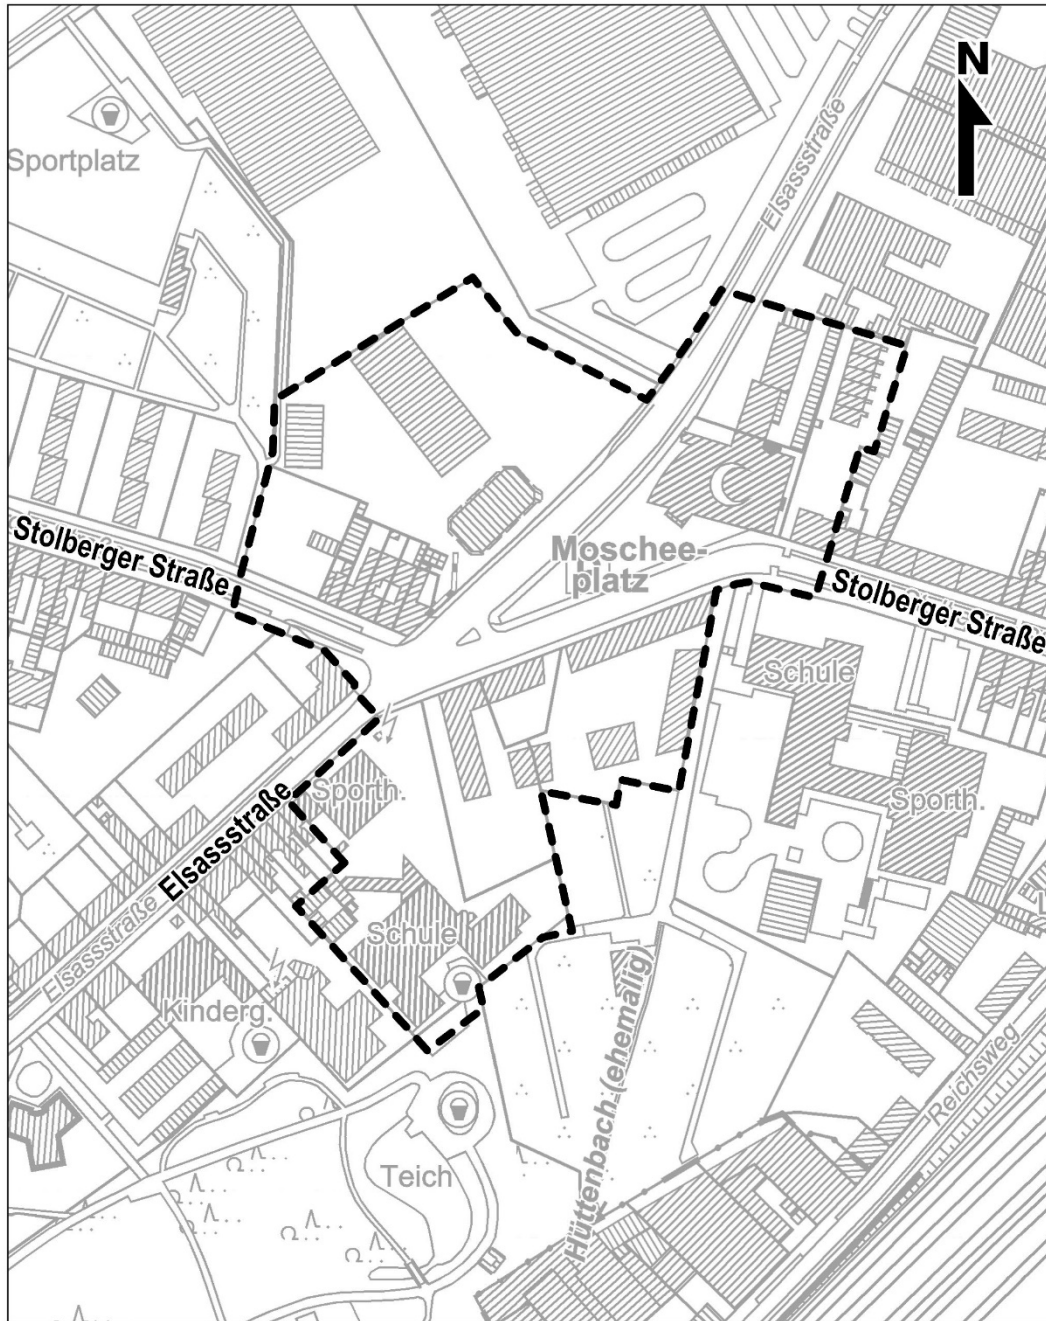 N
Elsassstraße
Sportplatz
Stolberger Straße
Moschee-
platz
Stolberger Straße
Schule
Sporth.
Sporth.
Elsassstraße
Elsassstraße
Schule
Kinderg.
Hüttenbach (ehemalig)
Reichsweg
Teich